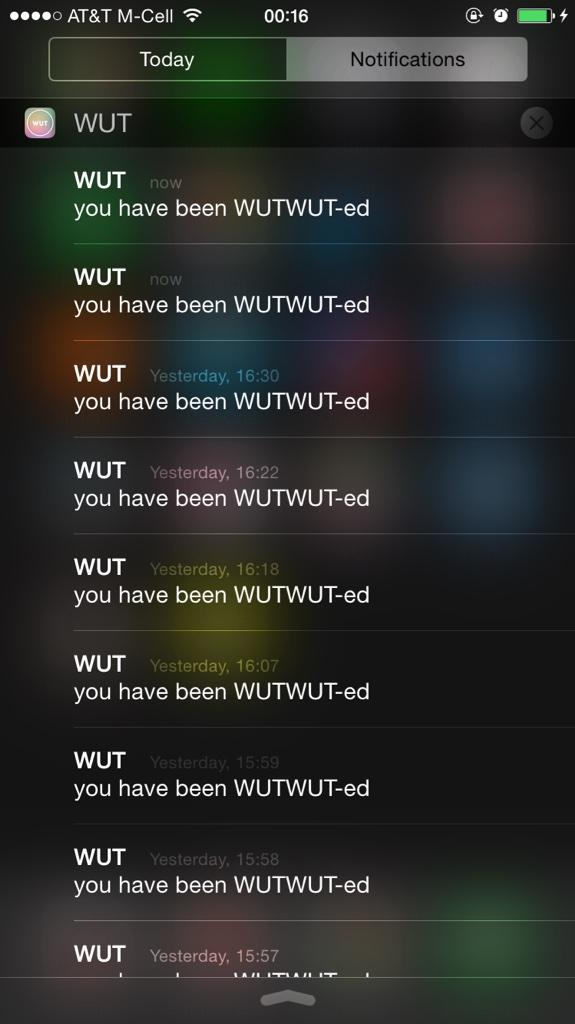 AT&T M-Cell 00:16
Today Notifications
WUT WUT
WUT now
you have been WUTWUT-ed
WUT now
you have been WUTWUT-ed
WUT Yesterday, 16:30
you have been WUTWUT-ed
WUT Yesterday, 16:22
you have been WUTWUT-ed
WUT Yesterday, 16:18
you have been WUTWUT-ed
WUT Yesterday, 16:07
you have been WUTWUT-ed
WUT Yesterday, 15:59
you have been WUTWUT-ed
WUT Yesterday, 15:58
you have been WUTWUT-ed
WUT Yesterday, 15:57